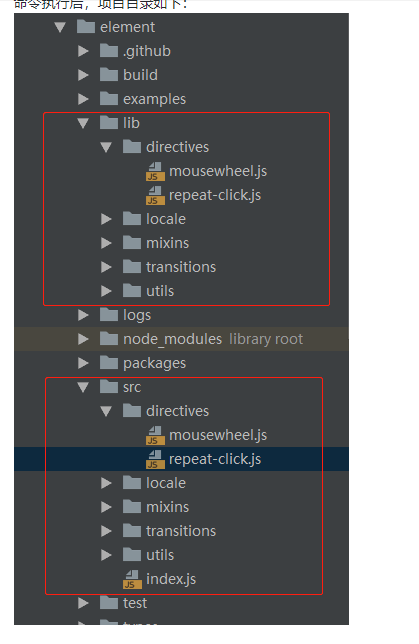 命令执行后，项目目录如下：
element
.github
build
examples
lib
directives
JS mousewheel.js
JS repeat-click.js
locale
mixins
transitions
utils
logs
node_modules library root
packages
src
directives
JS mousewheel.js
JS repeat-click.js
locale
mixins
transitions
utils
JS index.js
test
types